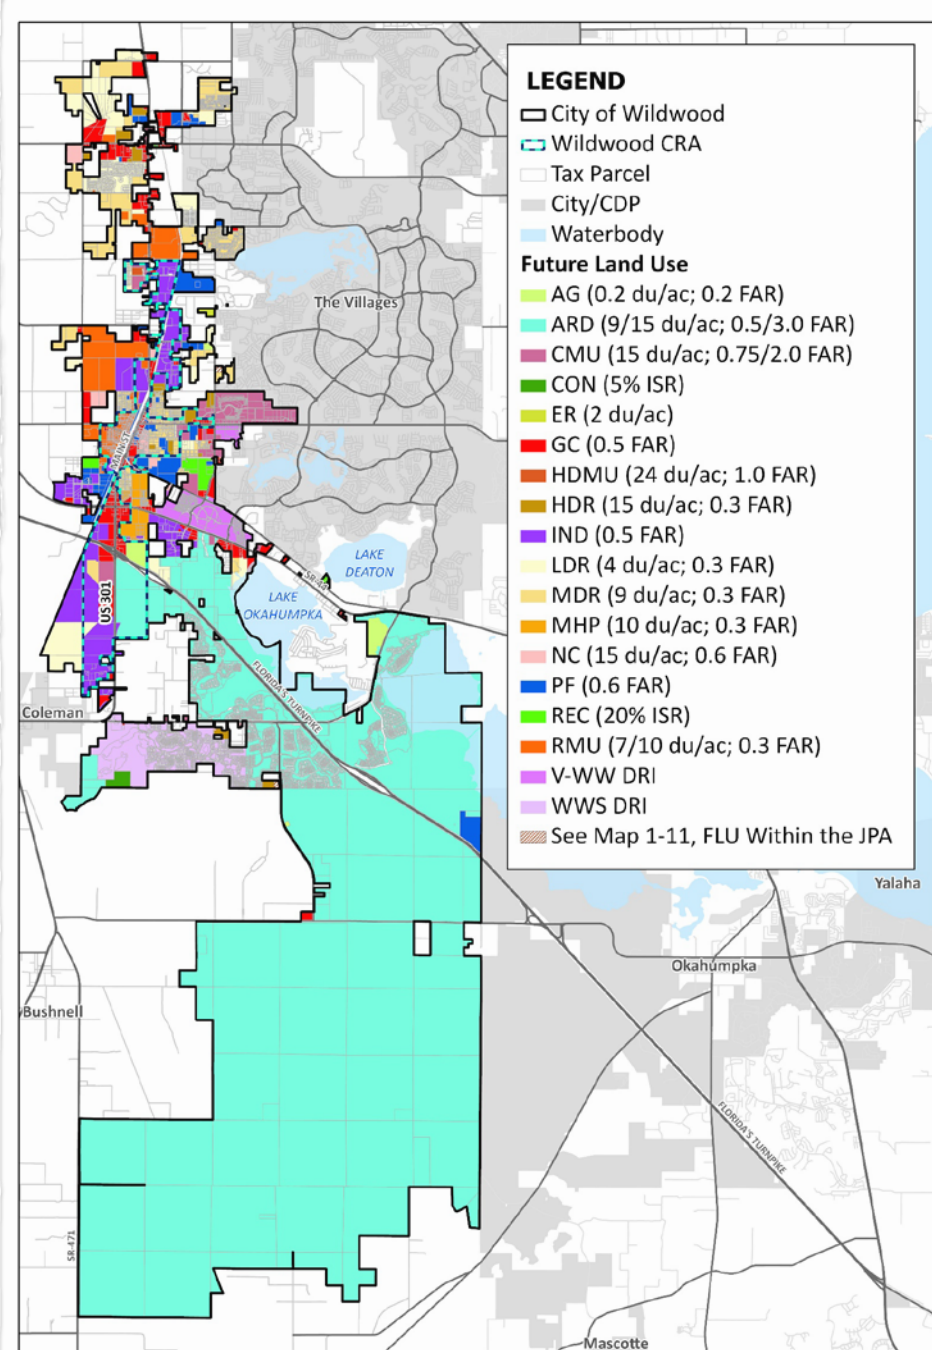 LEGEND
City of Wildwood
Wildwood CRA
Tax Parcel
City/CDP
Waterbody
Future Land Use
AG (0.2 du/ac; 0.2 FAR)
ARD (9/15 du/ac; 0.5/3.0 FAR)
CMU (15 du/ac; 0.75/2.0 FAR)
CON (5% ISR)
ER (2 du/ac)
GC (0.5 FAR)
HDMU (24 du/ac; 1.0 FAR)
HDR (15 du/ac; 0.3 FAR)
IND (0.5 FAR)
LDR (4 du/ac; 0.3 FAR)
MDR (9 du/ac; 0.3 FAR)
MHP (10 du/ac; 0.3 FAR)
NC (15 du/ac; 0.6 FAR)
PF (0.6 FAR)
REC (20% ISR)
RMU (7/10 du/ac; 0.3 FAR)
V-WW DRI
WWS DRI
See Map 1-11, FLU Within the JPA
The Villages
MAIN ST
LAKE
DEATON
SR-44
LAKE
OKAHUMPKA
US 301
FLORIDA'S TURNPIKE
Coleman
Yalaha
Okahumpka
Bushnell
FLORIDA'S TURNPIKE
SR-471
Mascotte